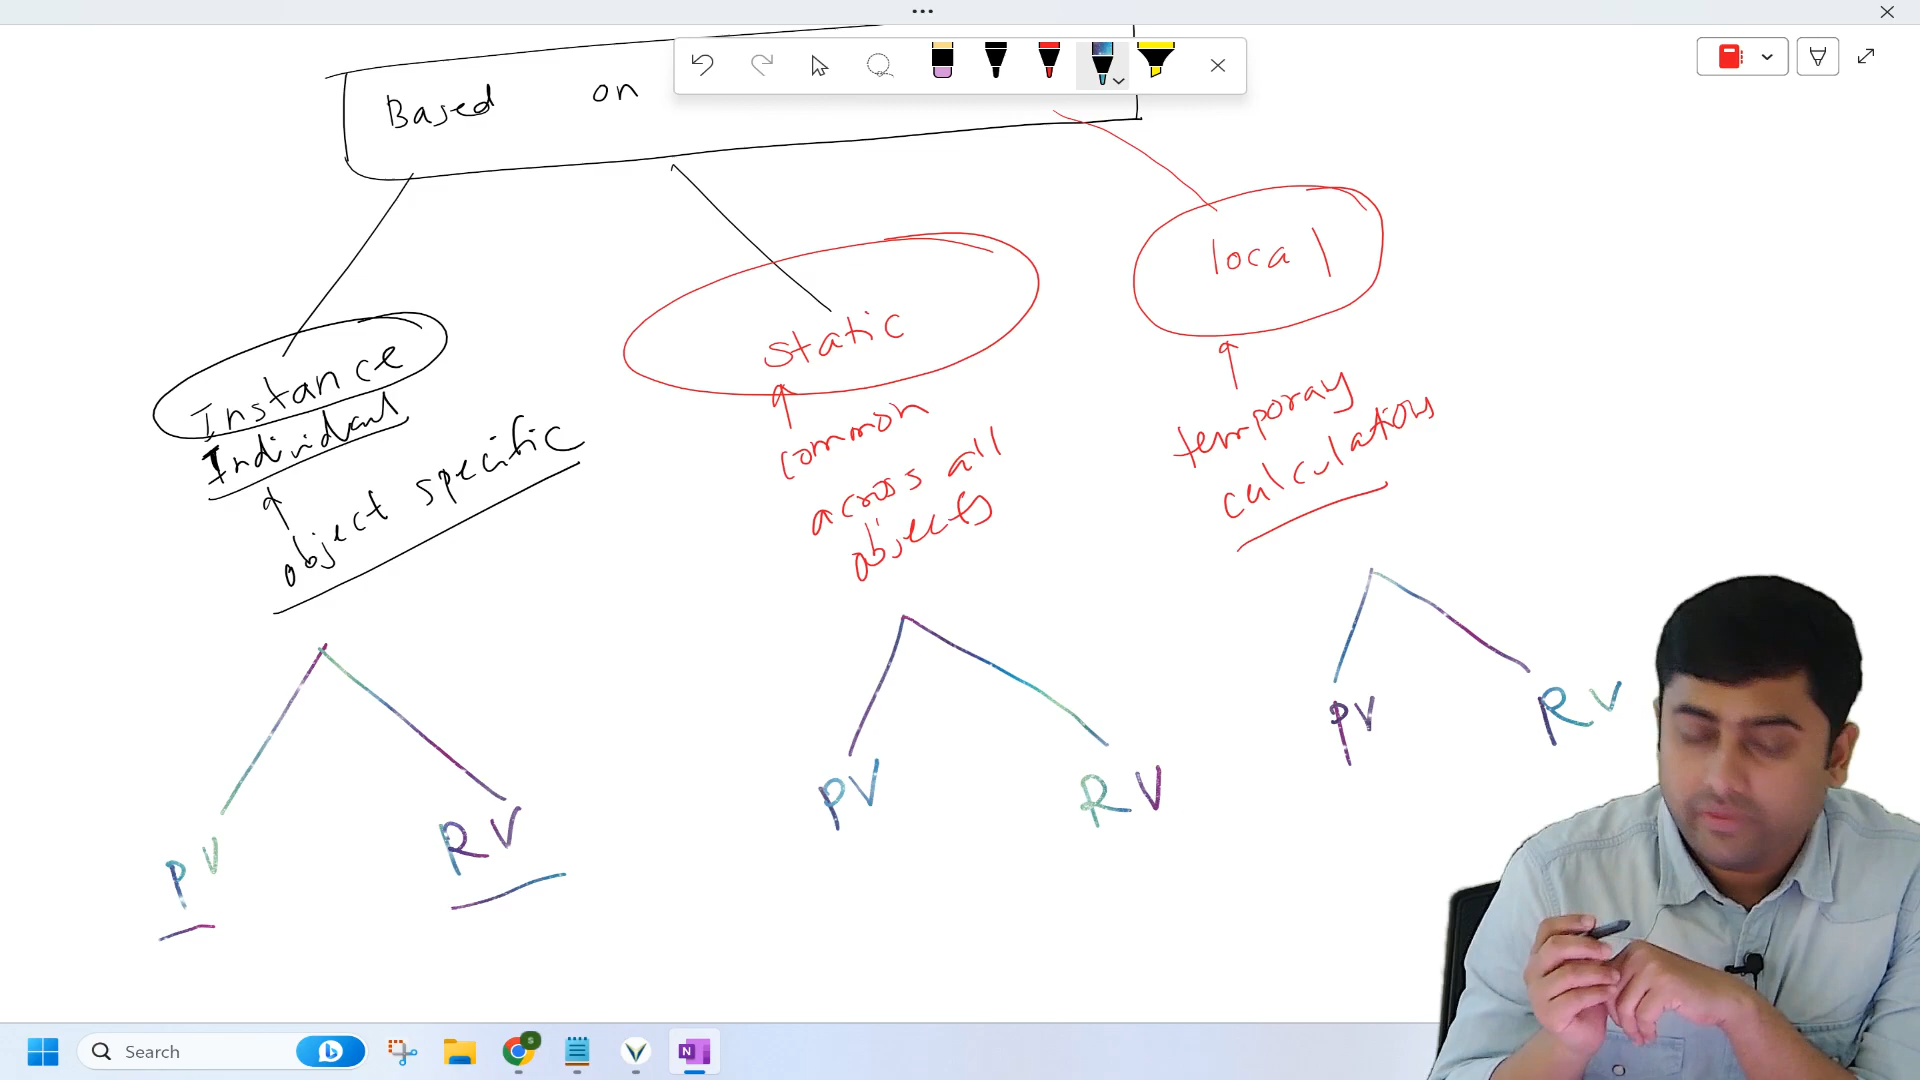 Based on
local
static
Instance
Individual
object specific
common
across all
objects
temporay
calculations
PV
RV
PV
RV
PV
RV
Search